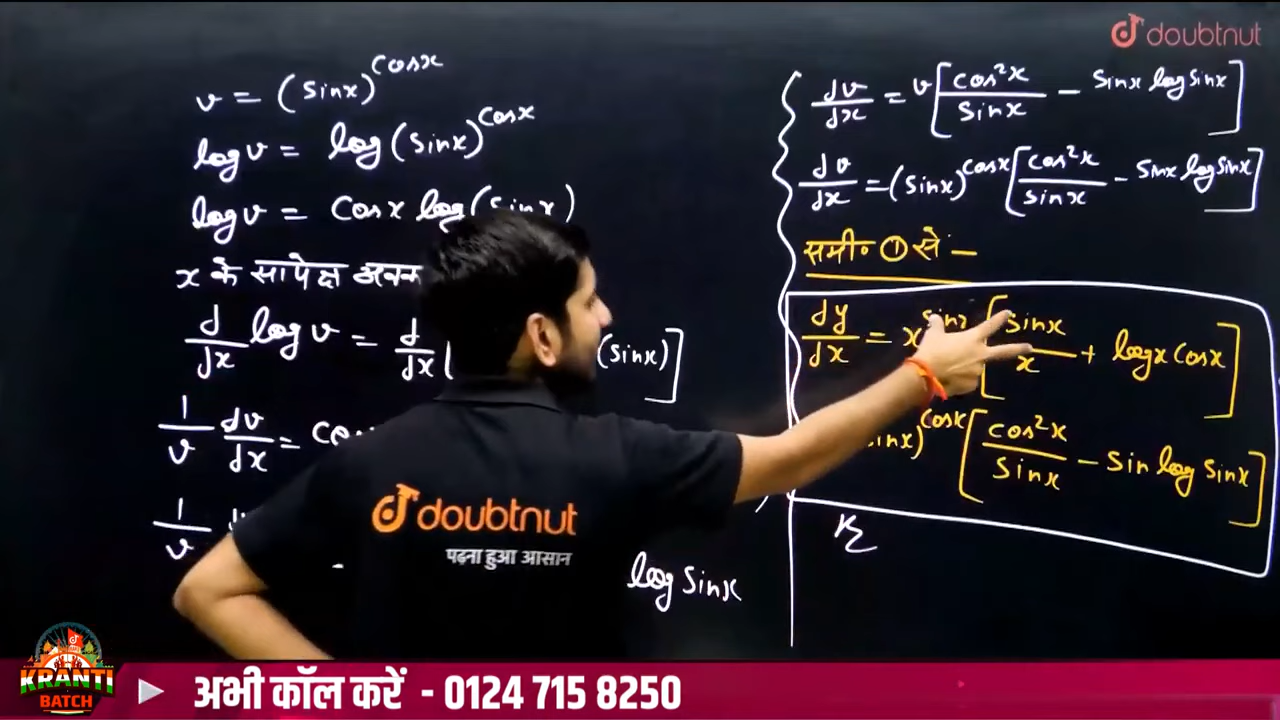 doubtnut
v = (sinx)^cosx
log v = log (sinx)^cosx
log v = cosx log (sinx)
x के सापेक्ष
d/dx log v = d/dx [ (sinx)]
1/v dv/dx =
1/v
log sinx
dv/dx = v [cos²x/sinx - sinx log sinx]
dv/dx = (sinx)^cosx [cos²x/sinx - sinx log sinx]
समी० ① से -
dy/dx = x^sinx [sinx/x + logx cosx]
sinx)^cosx [cos²x/sinx - sin log sinx]
doubtnut
पढ़ना हुआ आसान
KRANTI
BATCH
अभी कॉल करें - 0124 715 8250